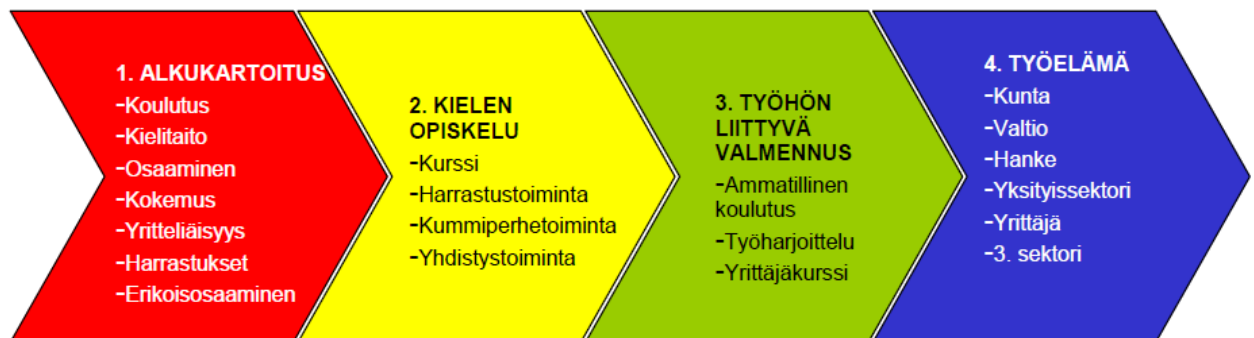 1. ALKUKARTOITUS
-Koulutus
-Kielitaito
-Osaaminen
-Kokemus
-Yritteliäisyys
-Harrastukset
-Erikoisosaaminen
2. KIELEN
OPISKELU
-Kurssi
-Harrastustoiminta
-Kummiperhetoiminta
-Yhdistystoiminta
3. TYÖHÖN
LIITTYVÄ
VALMENNUS
-Ammatillinen
koulutus
-Työharjoittelu
-Yrittäjäkurssi
4. TYÖELÄMÄ
-Kunta
-Valtio
-Hanke
-Yksityissektori
-Yrittäjä
-3. sektori